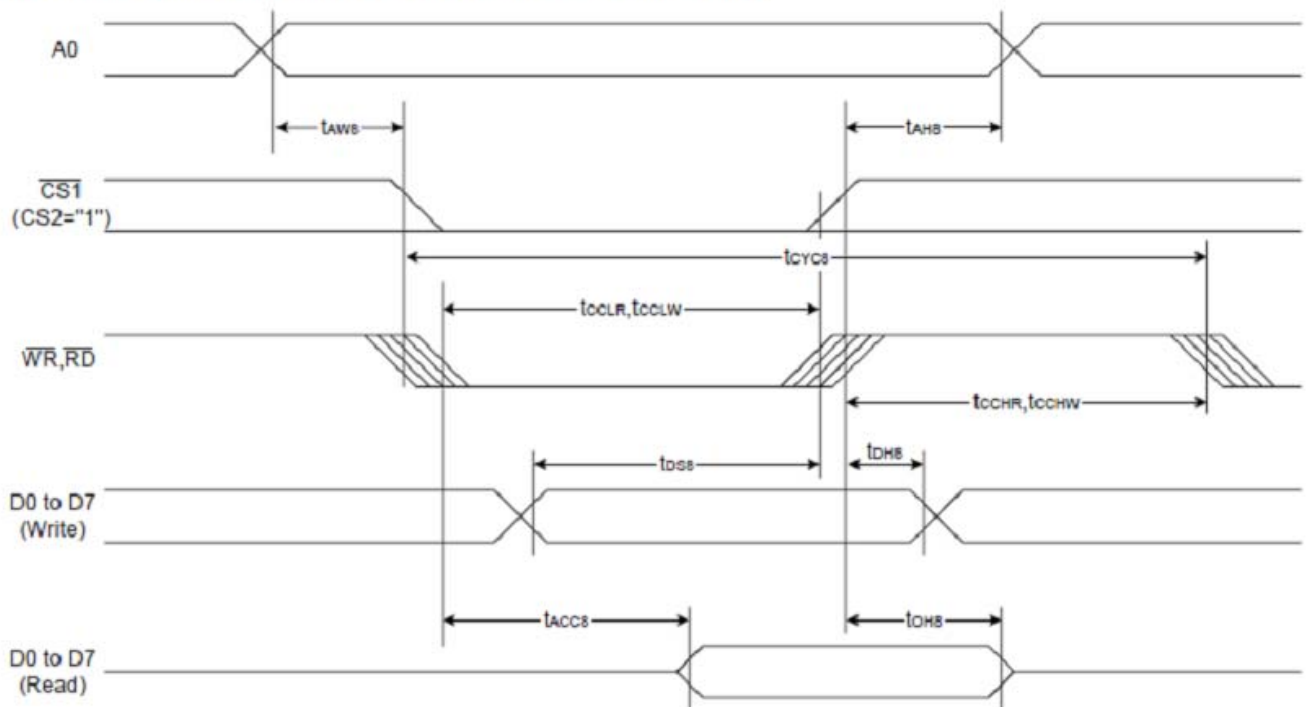 A0
tAW8
tAH8
CS1
(CS2="1")
tCYC8
tCCLR,tCCLW
WR,RD
tCCHR,tCCHW
tDS8
tDH8
D0 to D7
(Write)
tACC8
tOH8
D0 to D7
(Read)